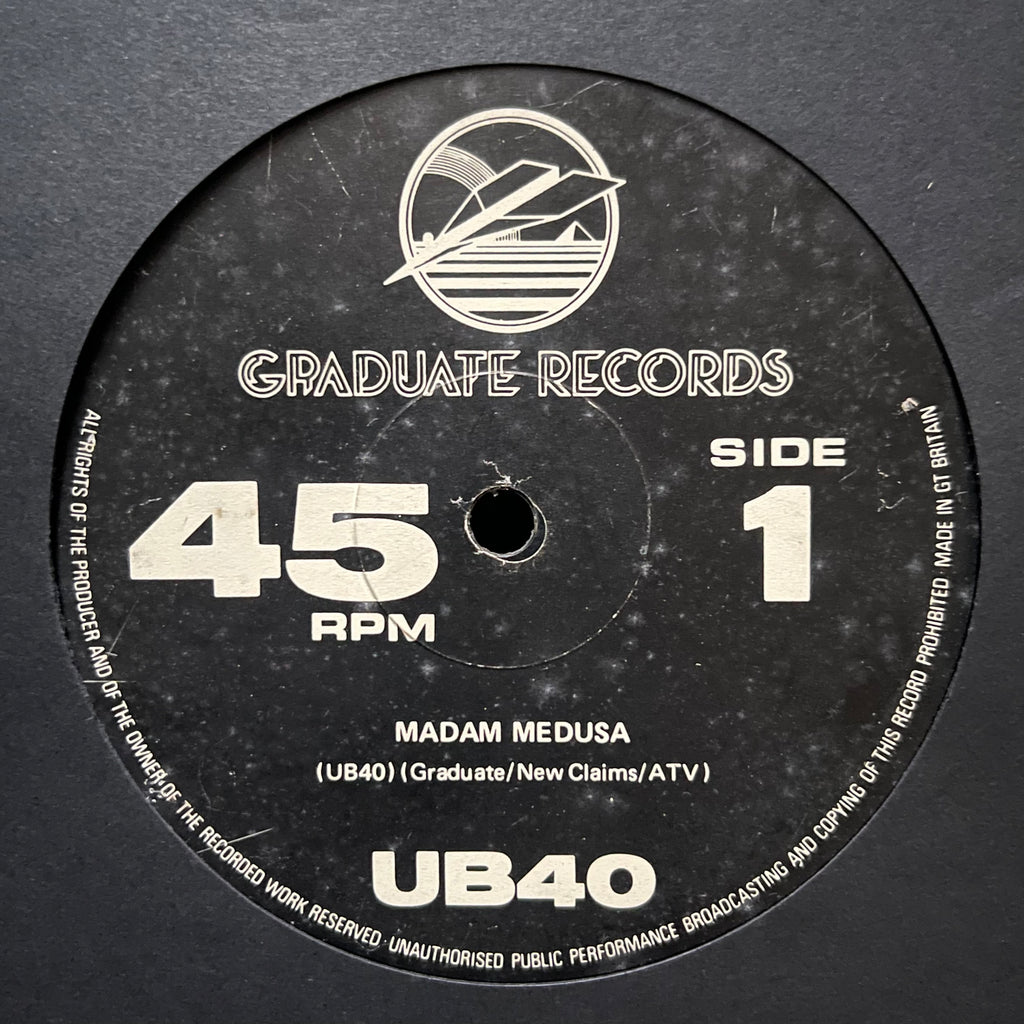 GRADUATE RECORDS
SIDE
1
45
RPM
MADAM MEDUSA
(UB40) (Graduate/New Claims/ATV)
UB40
ALL RIGHTS OF THE PRODUCER AND OF THE OWNER OF THE RECORDED WORK RESERVED · UNAUTHORISED PUBLIC PERFORMANCE BROADCASTING AND COPYING OF THIS RECORD PROHIBITED MADE IN GT BRITAIN